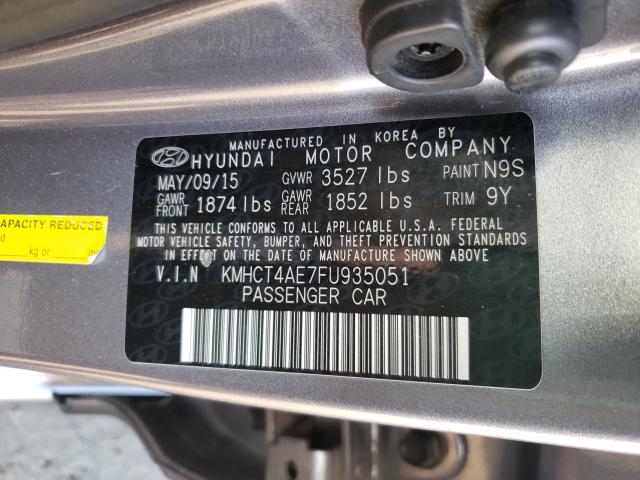 MANUFACTURED IN KOREA BY
HYUNDAI MOTOR COMPANY
MAY/09/15 GVWR 3527 lbs PAINT N9S
GAWR FRONT 1874 lbs GAWR REAR 1852 lbs TRIM 9Y
THIS VEHICLE CONFORMS TO ALL APPLICABLE U.S.A. FEDERAL
MOTOR VEHICLE SAFETY, BUMPER, AND THEFT PREVENTION STANDARDS
IN EFFECT ON THE DATE OF MANUFACTURE SHOWN ABOVE
V.I.N KMHCT4AE7FU935051
PASSENGER CAR
CAPACITY REDUCED
kg or